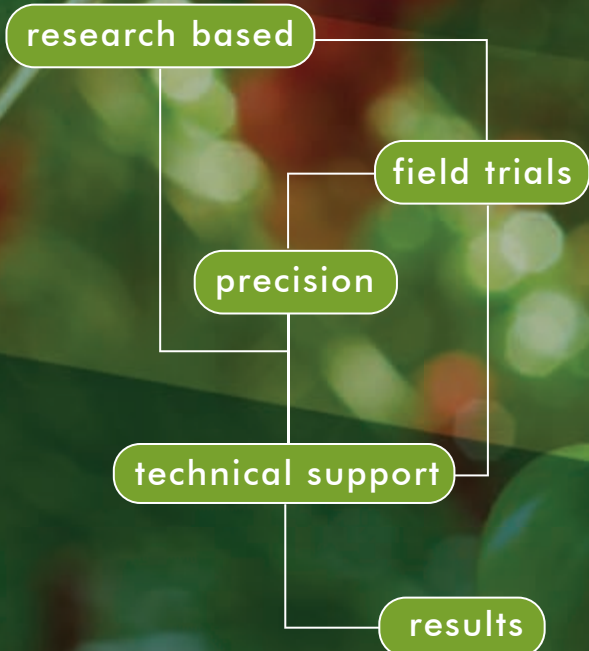 research based
field trials
precision
technical support
results